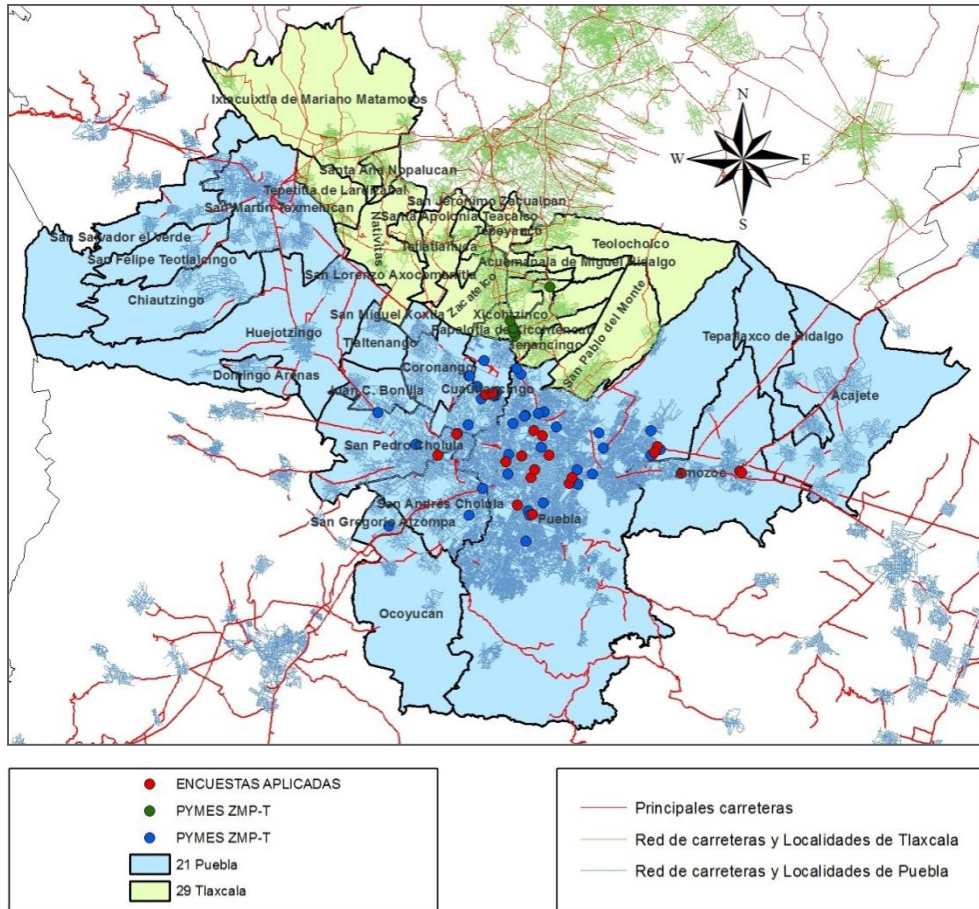 Ixtacuixtla de Mariano Matamoros
N
W
E
S
Santa Ana Nopalucan
Tepetitla de Lardizabal
San Jerónimo Zacualpan
San Martín Texmelucan
Santa Apolonia Teacalco
Nativitas
Tepeyanco
San Salvador el Verde
Tetlatlahuca
Teolocholco
San Felipe Teotlalcingo
Acuamanala de Miguel Hidalgo
San Lorenzo Axocomanitla
Chiautzingo
Zacatelco
San Miguel Xoxtla
Xicohtzinco
Papalotla de Xicohténcatl
Huejotzingo
Tlaltenango
Tenancingo
San Pablo del Monte
Tepatlaxco de Hidalgo
Coronango
Domingo Arenas
Juan C. Bonilla
Cuautlancingo
Acajete
San Pedro Cholula
Amozoc
San Andrés Cholula
San Gregorio Atzompa
Puebla
Ocoyucan
ENCUESTAS APLICADAS
PYMES ZMP-T
PYMES ZMP-T
21 Puebla
29 Tlaxcala
Principales carreteras
Red de carreteras y Localidades de Tlaxcala
Red de carreteras y Localidades de Puebla